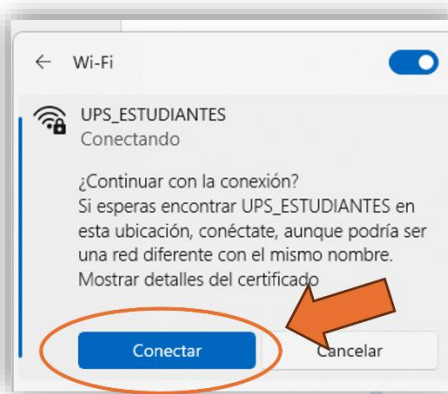 Wi-Fi
UPS_ESTUDIANTES
Conectando
¿Continuar con la conexión?
Si esperas encontrar UPS_ESTUDIANTES en
esta ubicación, conéctate, aunque podría ser
una red diferente con el mismo nombre.
Mostrar detalles del certificado
Conectar
Cancelar